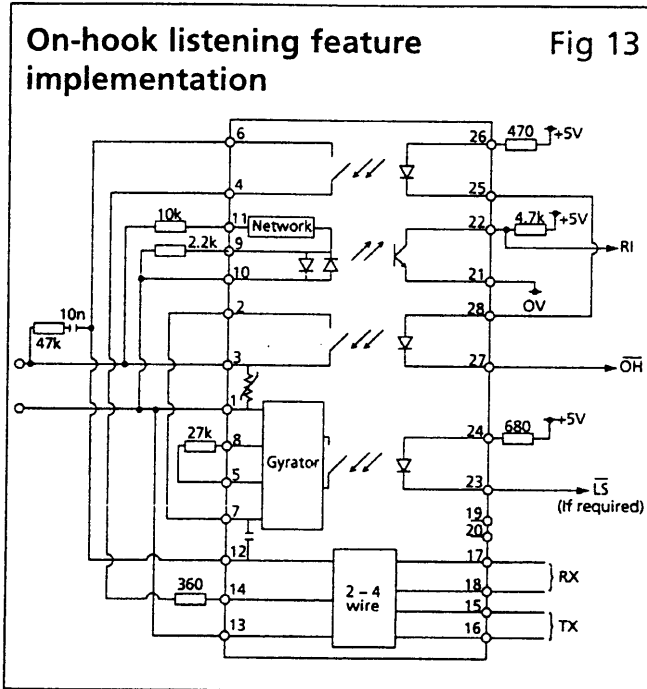 On-hook listening feature Fig 13
implementation
6
26
470
+5V
4
25
10k
11
Network
22
4.7k
+5V
2.2k
9
RI
10
21
0V
2
28
10n
47k
3
27
OH
1
24
680
+5V
27k
8
Gyrator
5
23
LS
(If required)
7
19
20
12
17
RX
360
14
2 – 4
wire
18
15
TX
13
16